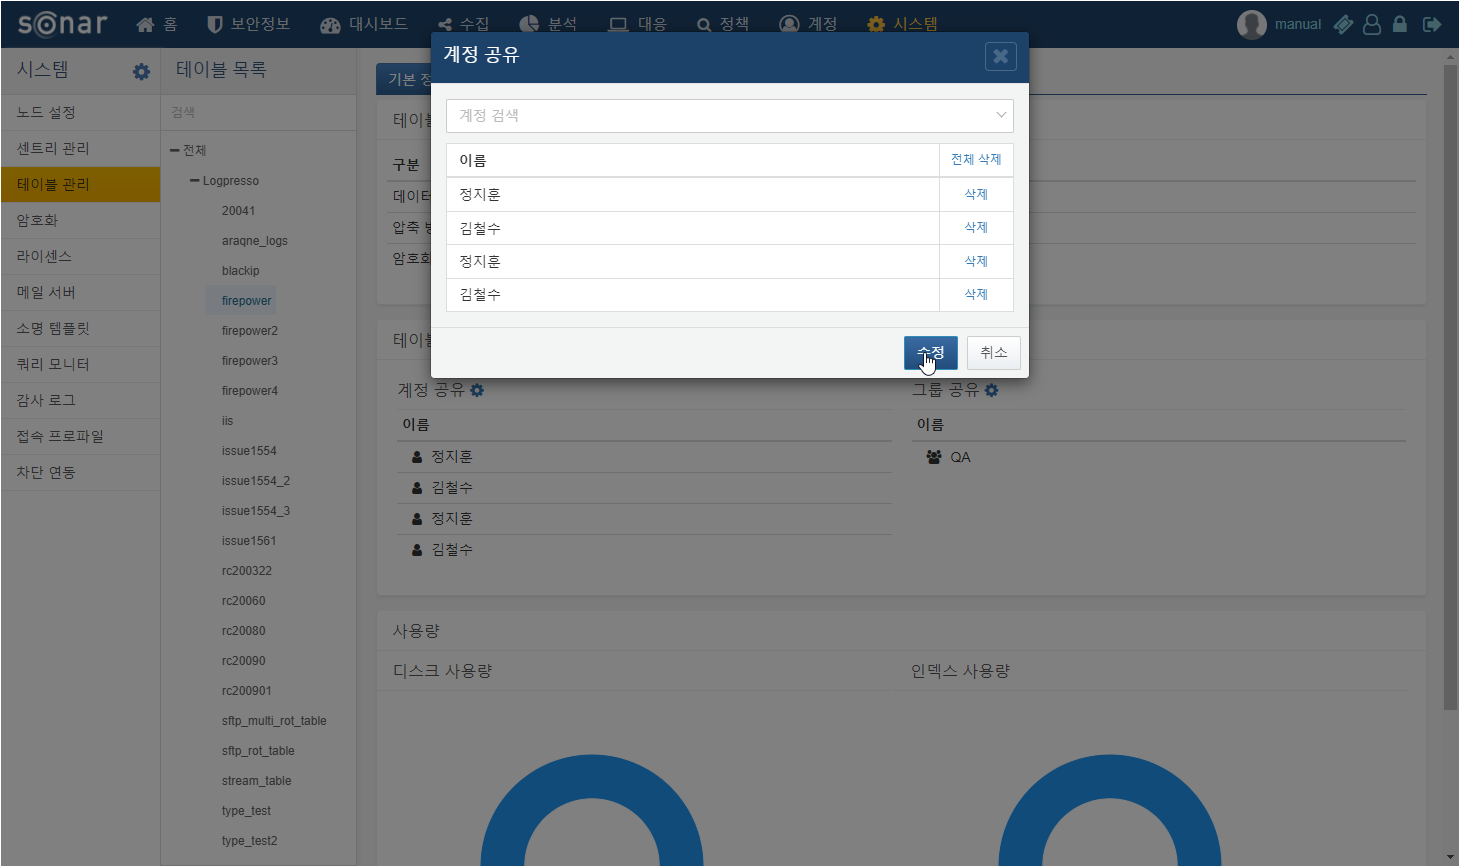 sonar
홈
보안정보
대시보드
수집
분석
대응
정책
계정
시스템
manual
시스템
노드 설정
센트리 관리
테이블 관리
암호화
라이센스
메일 서버
소명 템플릿
쿼리 모니터
감사 로그
접속 프로파일
차단 연동
테이블 목록
검색
전체
Logpresso
20041
araqne_logs
blackip
firepower
firepower2
firepower3
firepower4
iis
issue1554
issue1554_2
issue1554_3
issue1561
rc200322
rc20060
rc20080
rc20090
rc200901
sftp_multi_rot_table
sftp_rot_table
stream_table
type_test
type_test2
계정 공유
계정 검색
이름 전체 삭제
정지훈 삭제
김철수 삭제
정지훈 삭제
김철수 삭제
수정 취소
기본
구분
압축
계정 공유
이름
정지훈
김철수
정지훈
김철수
그룹 공유
이름
QA
사용량
디스크 사용량
인덱스 사용량